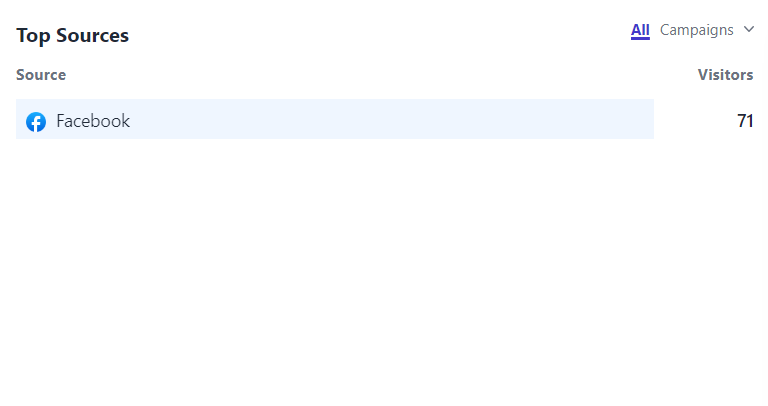 Top Sources
All Campaigns
Source Visitors
Facebook 71